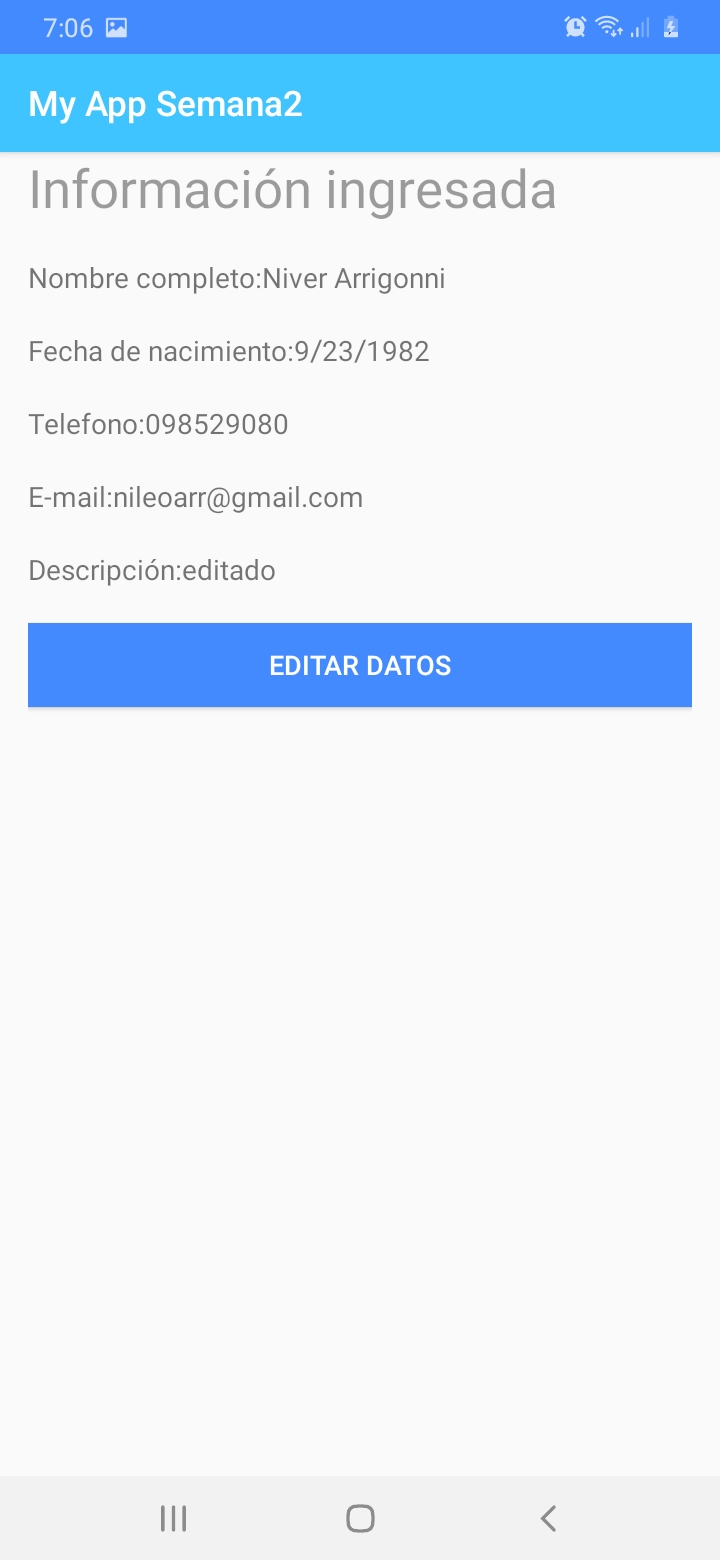 7:06
My App Semana2
Información ingresada
Nombre completo:Niver Arrigonni
Fecha de nacimiento:9/23/1982
Telefono:098529080
E-mail:nileoarr@gmail.com
Descripción:editado
EDITAR DATOS